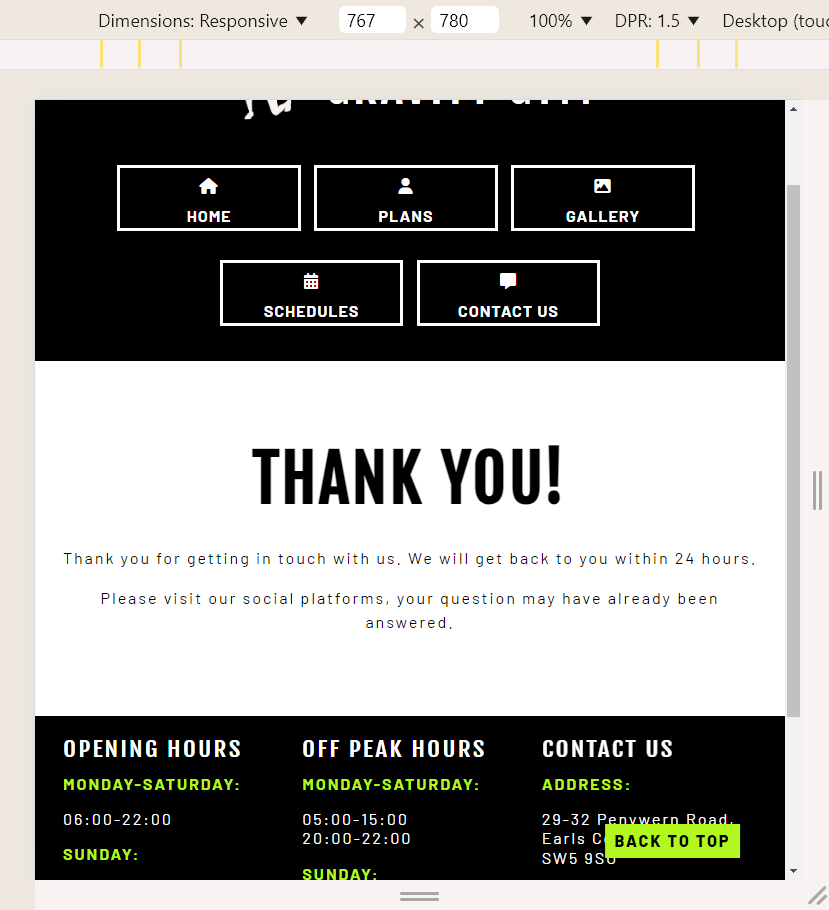 Dimensions: Responsive 767 × 780 100% DPR: 1.5 Desktop (touc
GRAVITY GYM
HOME PLANS GALLERY
SCHEDULES CONTACT US
THANK YOU!
Thank you for getting in touch with us. We will get back to you within 24 hours.
Please visit our social platforms, your question may have already been
answered.
OPENING HOURS
MONDAY-SATURDAY:
06:00-22:00
SUNDAY:
OFF PEAK HOURS
MONDAY-SATURDAY:
05:00-15:00
20:00-22:00
SUNDAY:
CONTACT US
ADDRESS:
29-32 Penywern Road,
Earls
SW5 9SU
BACK TO TOP